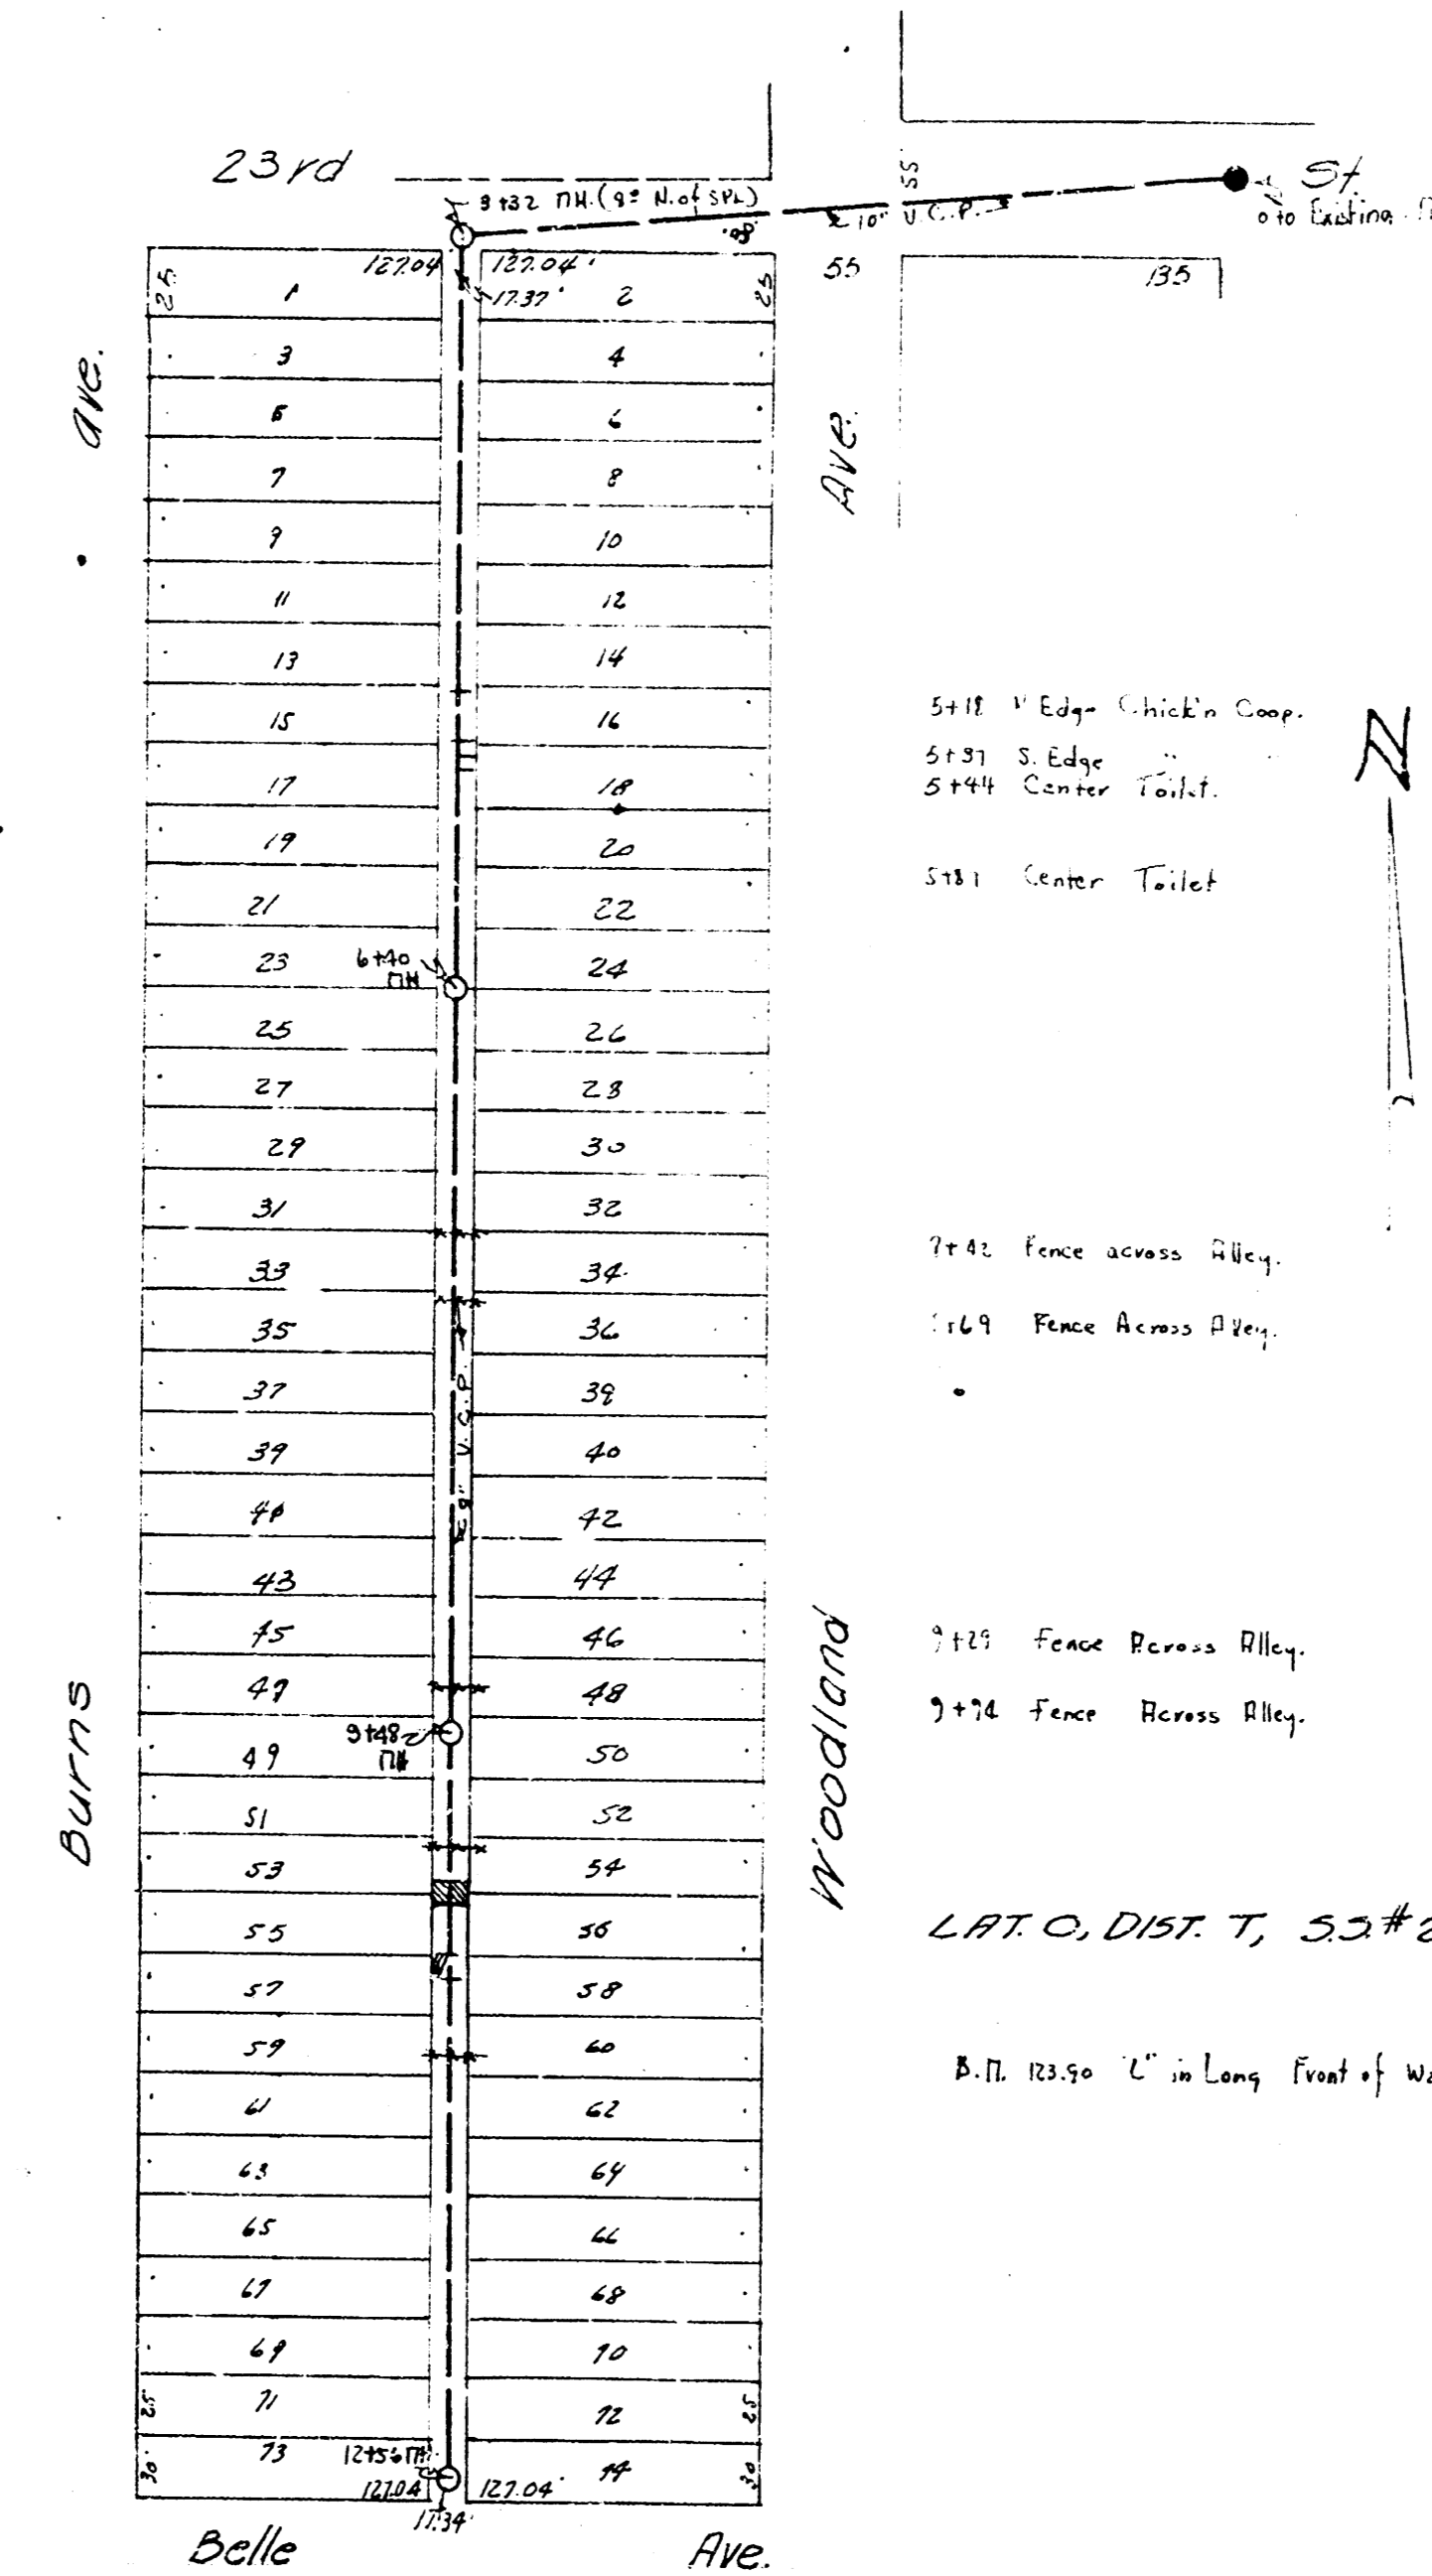 23rd
St.
3+32 MH. (9= N. of SPL)
10" V.C.P.
55
0+0 Existing
127.04 127.04'
17.37'
25
25
55
135
1 2
3 4
5 6
7 8
9 10
11 12
13 14
15 16
17 18
19 20
21 22
23 24
25 26
27 28
29 30
31 32
33 34
35 36
37 38
39 40
41 42
43 44
45 46
47 48
49 50
51 52
53 54
55 56
57 58
59 60
61 62
63 64
65 66
67 68
69 70
71 72
73 74
6+40
MH
8" V.C.P.
9+48
MH
12+56 MH
25 25
30' 30
127.04 127.04'
17.34'
Burns Ave.
Woodland Ave.
Belle Ave.
5+18 N Edge Chick'n Coop.
5+37 S. Edge " "
5+44 Center Toilet.
5+81 Center Toilet
N
7+42 Fence across Alley.
Fence Across Alley.
9+29 Fence Across Alley.
9+94 Fence Across Alley.
LAT. O, DIST. T, S.S. #2
B.M. 123.90 "L" in Long Front of